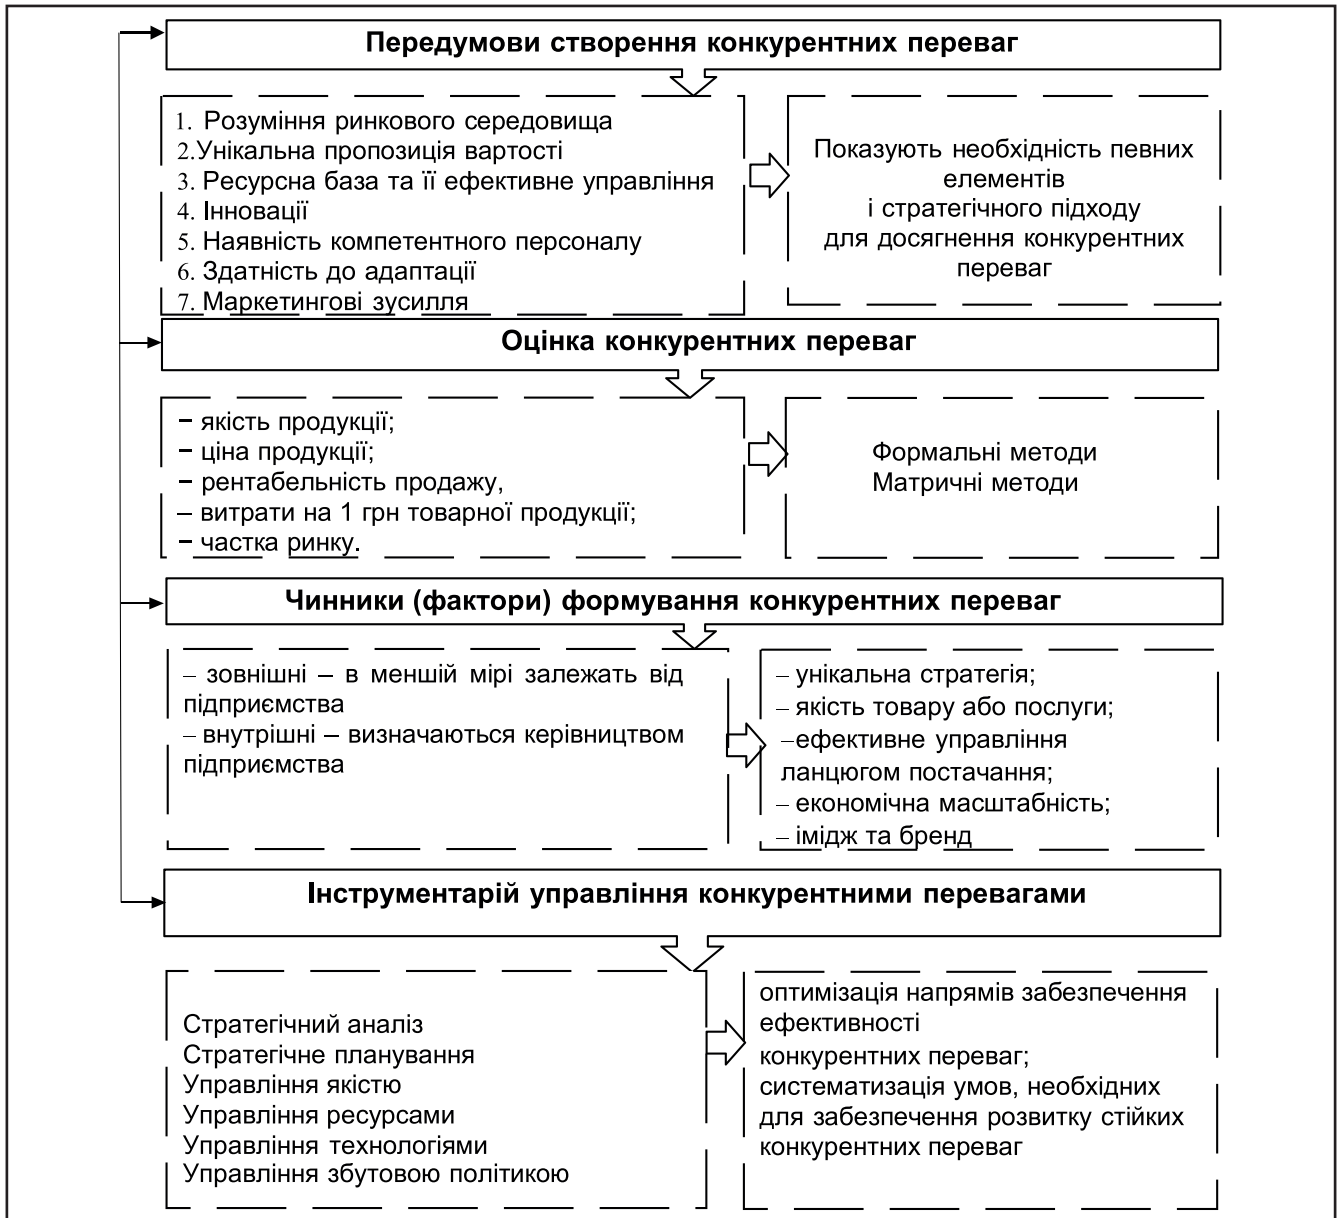 Передумови створення конкурентних переваг
1. Розуміння ринкового середовища
2.Унікальна пропозиція вартості
3. Ресурсна база та її ефективне управління
4. Інновації
5. Наявність компетентного персоналу
6. Здатність до адаптації
7. Маркетингові зусилля
Показують необхідність певних
елементів
і стратегічного підходу
для досягнення конкурентних
переваг
Оцінка конкурентних переваг
– якість продукції;
– ціна продукції;
– рентабельність продажу,
– витрати на 1 грн товарної продукції;
– частка ринку.
Формальні методи
Матричні методи
Чинники (фактори) формування конкурентних переваг
– зовнішні – в меншій мірі залежать від
підприємства
– внутрішні – визначаються керівництвом
підприємства
– унікальна стратегія;
– якість товару або послуги;
–ефективне управління
ланцюгом постачання;
– економічна масштабність;
– імідж та бренд
Інструментарій управління конкурентними перевагами
Стратегічний аналіз
Стратегічне планування
Управління якістю
Управління ресурсами
Управління технологіями
Управління збутовою політикою
оптимізація напрямів забезпечення
ефективності
конкурентних переваг;
систематизація умов, необхідних
для забезпечення розвитку стійких
конкурентних переваг